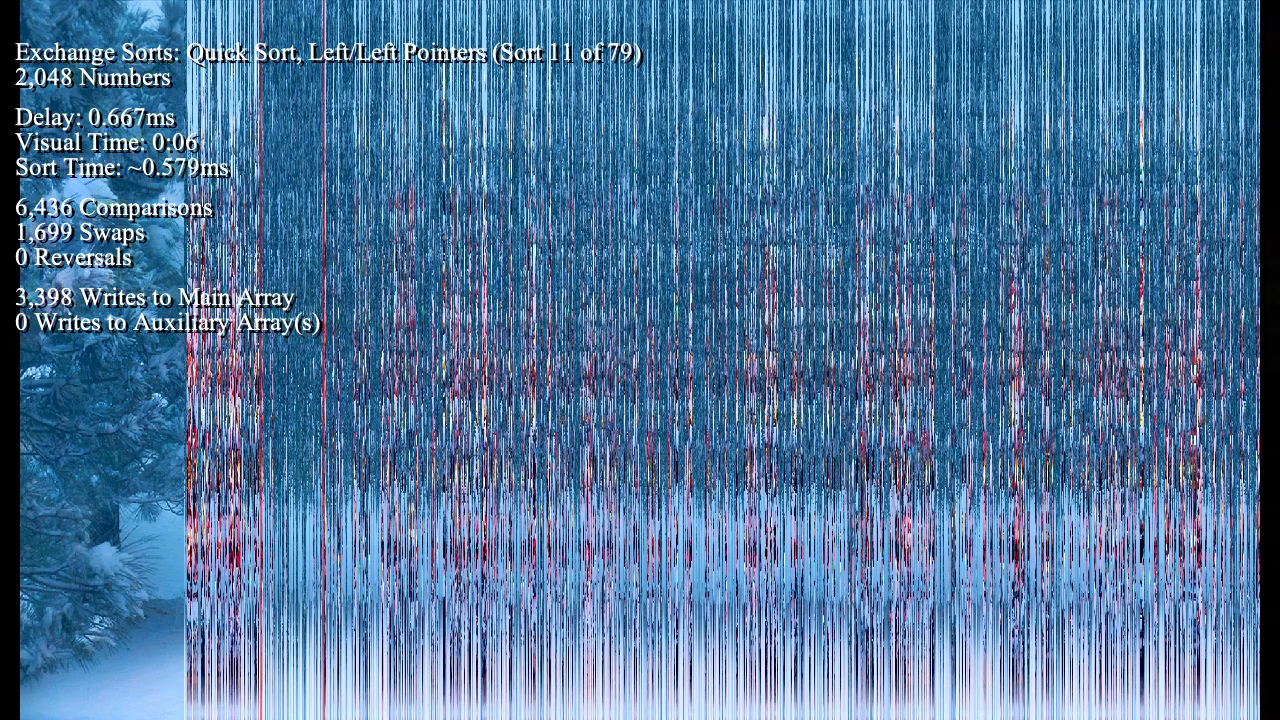 Exchange Sorts: Quick Sort, Left/Left Pointers (Sort 11 of 79)
2,048 Numbers
Delay: 0.667ms
Visual Time: 0:06
Sort Time: ~0.579ms
6,436 Comparisons
1,699 Swaps
0 Reversals
3,398 Writes to Main Array
0 Writes to Auxiliary Array(s)